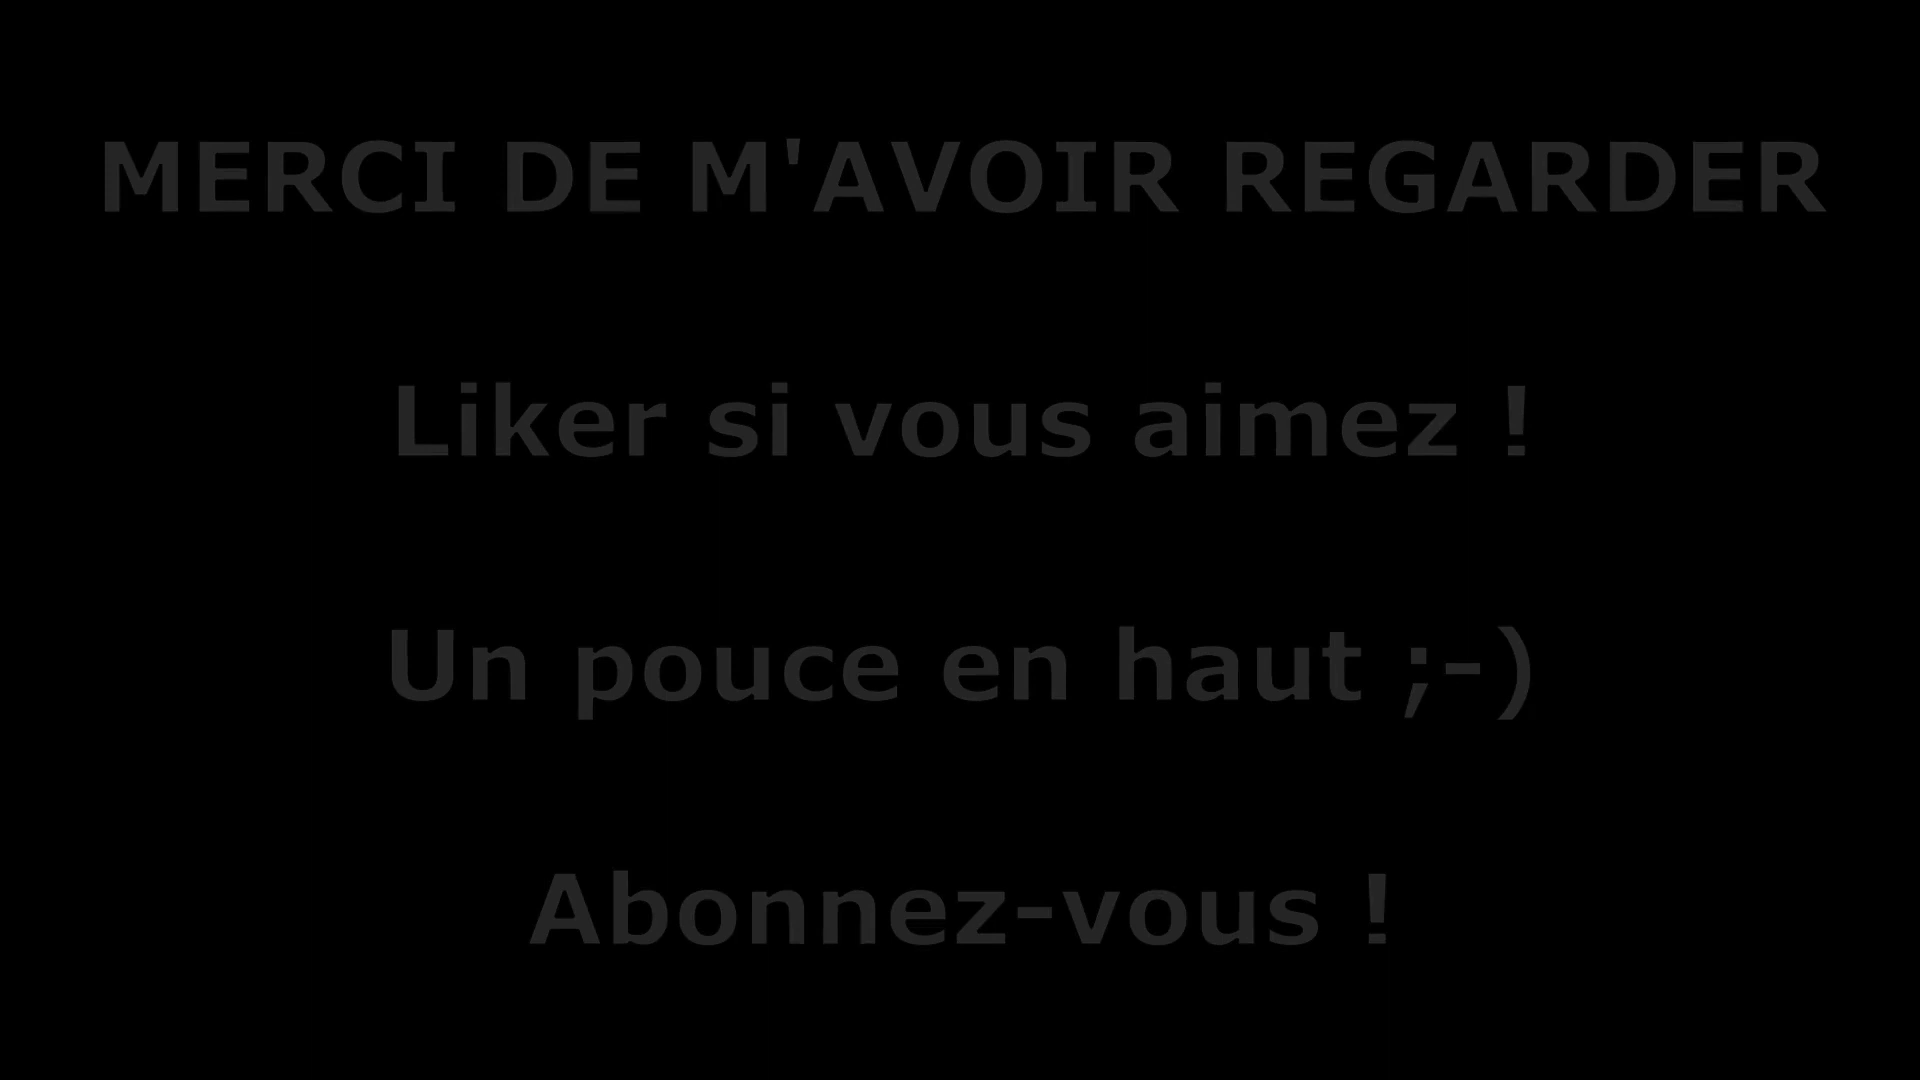 MERCI DE M'AVOIR REGARDER
Liker si vous aimez !
Un pouce en haut ;-)
Abonnez-vous !